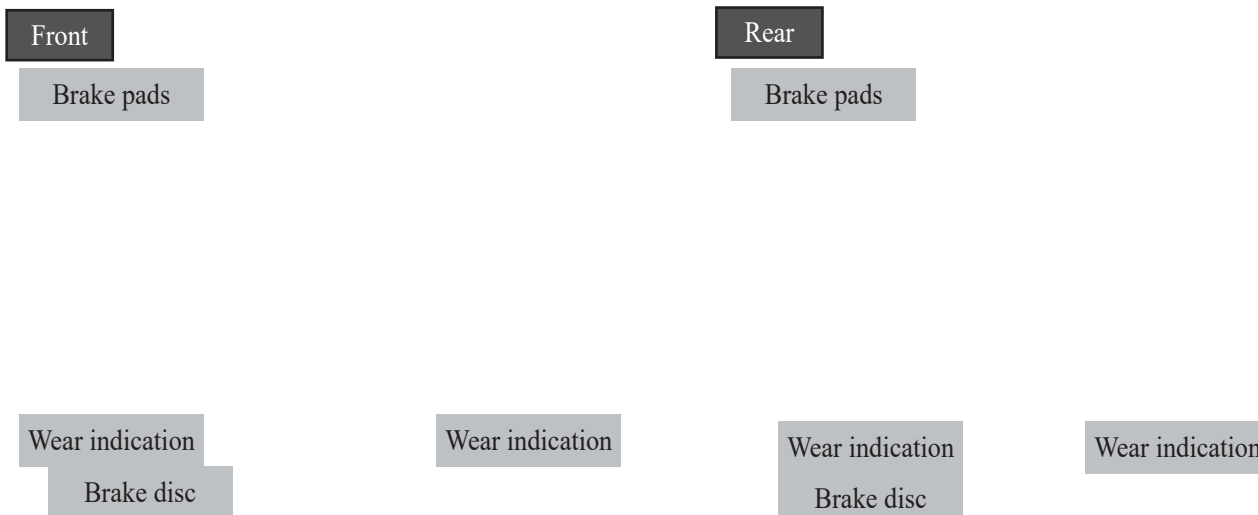 Front
Brake pads
Wear indication
Wear indication
Brake disc
Rear
Brake pads
Wear indication
Wear indication
Brake disc